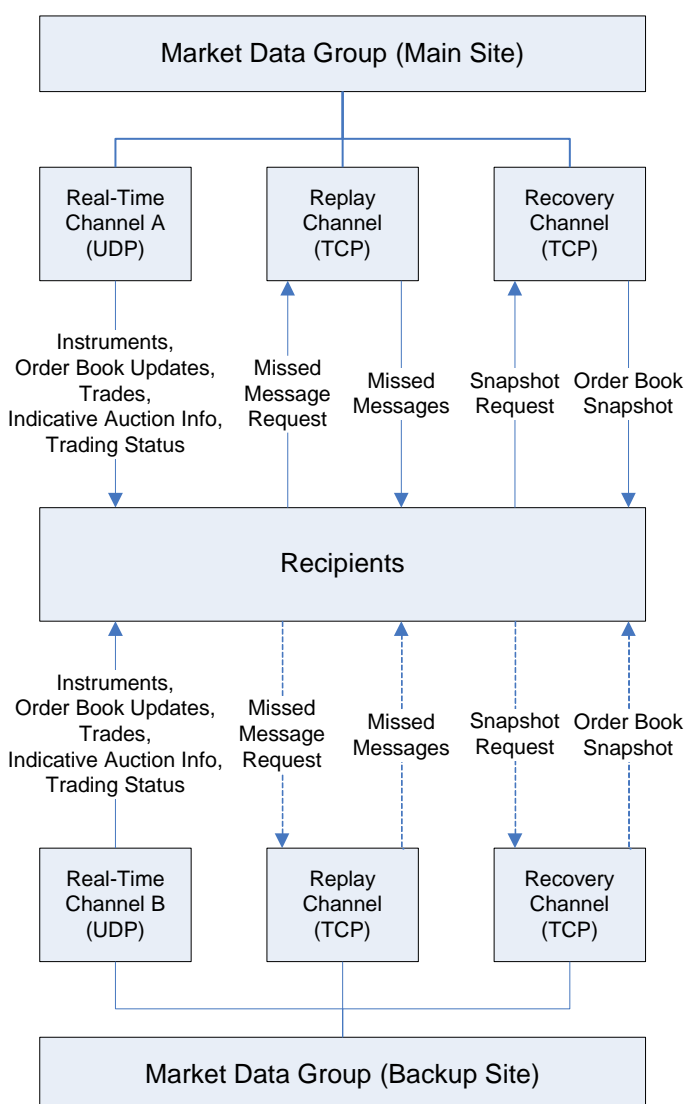 Market Data Group (Main Site)
Real-Time
Channel A
(UDP)
Replay
Channel
(TCP)
Recovery
Channel
(TCP)
Instruments,
Order Book Updates,
Trades,
Indicative Auction Info,
Trading Status
Missed
Message
Request
Missed
Messages
Snapshot
Request
Order Book
Snapshot
Recipients
Instruments,
Order Book Updates,
Trades,
Indicative Auction Info,
Trading Status
Missed
Message
Request
Missed
Messages
Snapshot
Request
Order Book
Snapshot
Real-Time
Channel B
(UDP)
Replay
Channel
(TCP)
Recovery
Channel
(TCP)
Market Data Group (Backup Site)